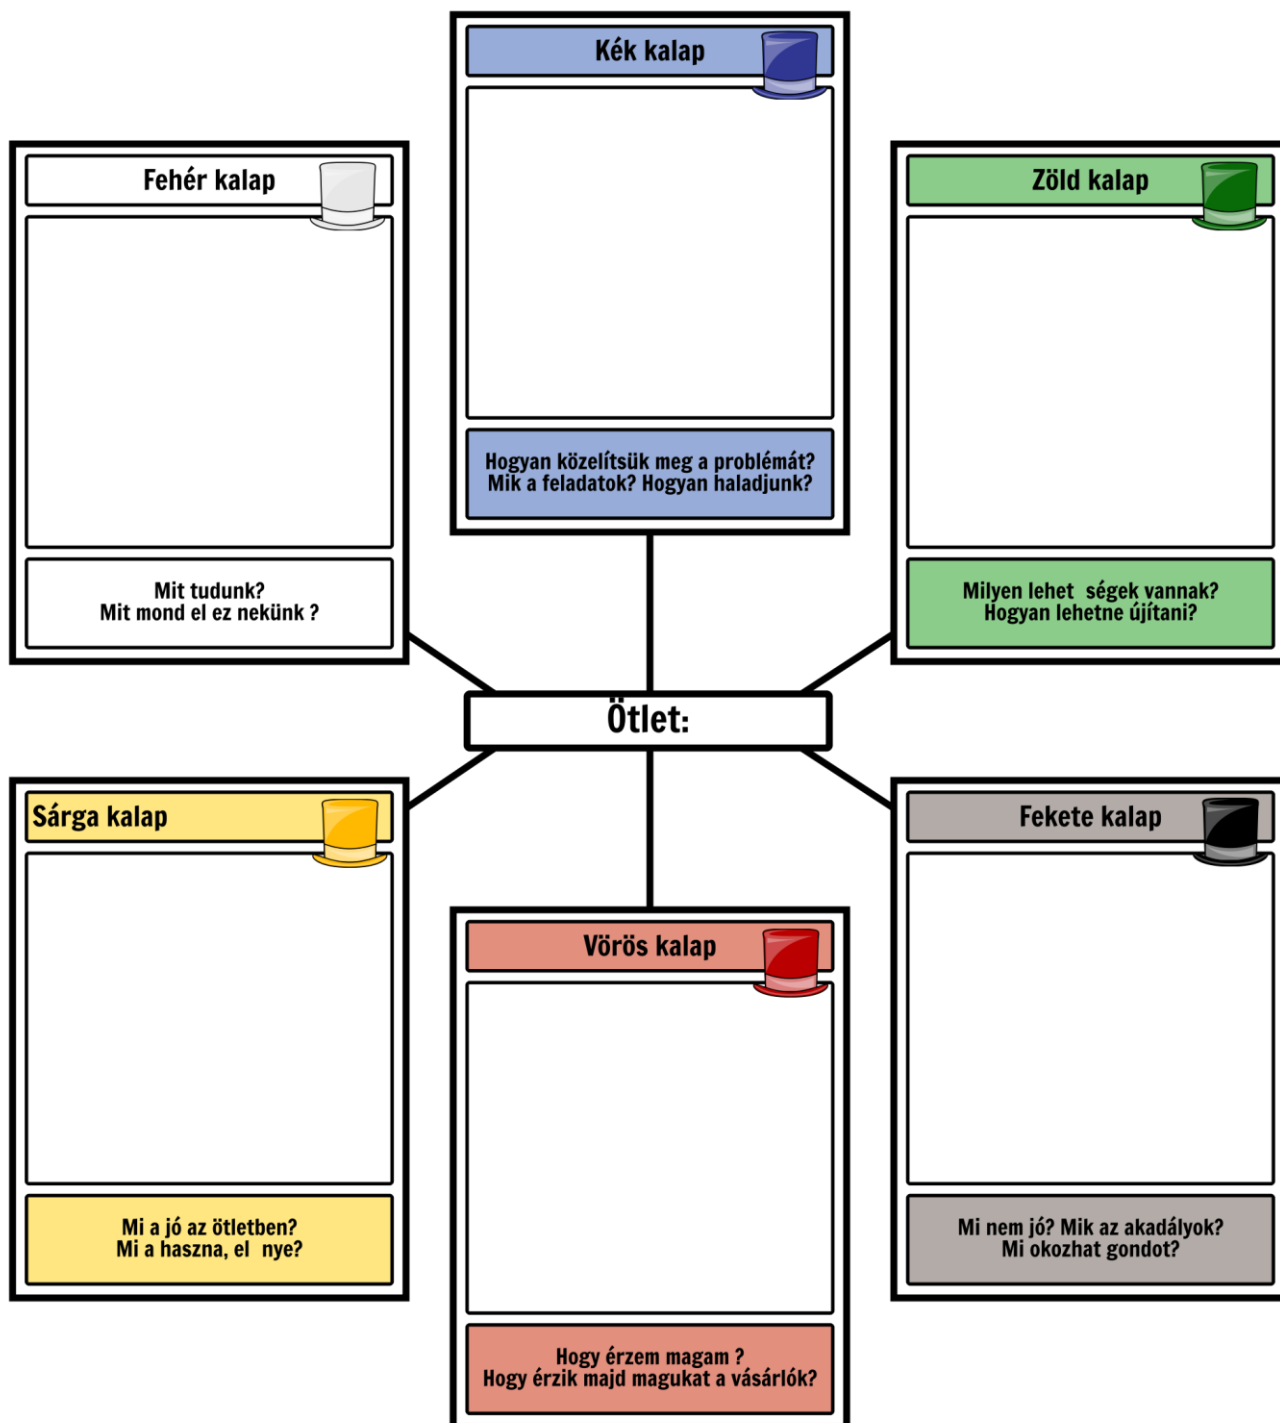 Kék kalap
Hogyan közelítsük meg a problémát?
Mik a feladatok? Hogyan haladjunk?
Fehér kalap
Mit tudunk?
Mit mond el ez nekünk ?
Zöld kalap
Milyen lehet  ségek vannak?
Hogyan lehetne újítani?
Ötlet:
Sárga kalap
Mi a jó az ötletben?
Mi a haszna, el  nye?
Vörös kalap
Hogy érzem magam ?
Hogy érzik majd magukat a vásárlók?
Fekete kalap
Mi nem jó? Mik az akadályok?
Mi okozhat gondot?